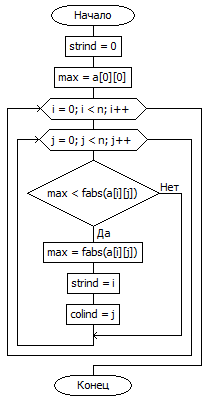 Начало
strind = 0
max = a[0][0]
i = 0; i < n; i++
j = 0; j < n; j++
max < fabs(a[i][j])
Нет
Да
max = fabs(a[i][j])
strind = i
colind = j
Конец